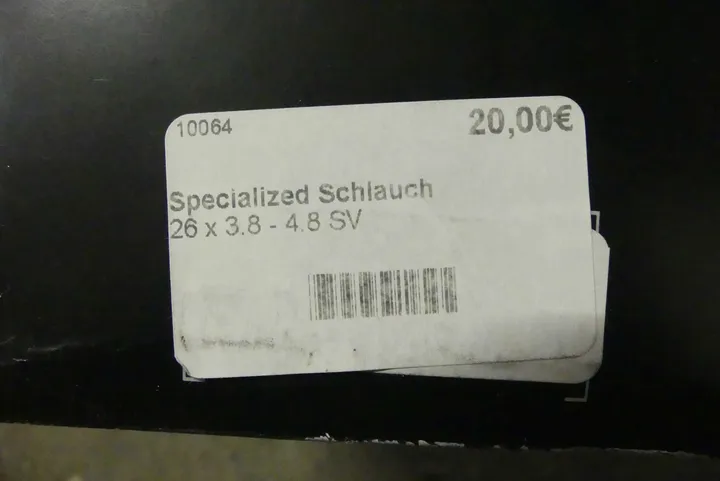 10064
20,00€
Specialized Schlauch
26 x 3.8 - 4.8 SV